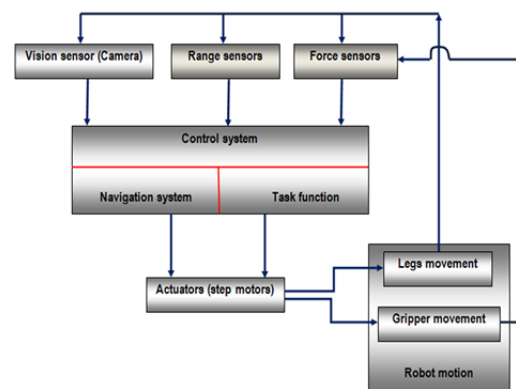 Vision sensor (Camera)
Range sensors
Force sensors
Control system
Navigation system
Task function
Actuators (step motors)
Legs movement
Gripper movement
Robot motion